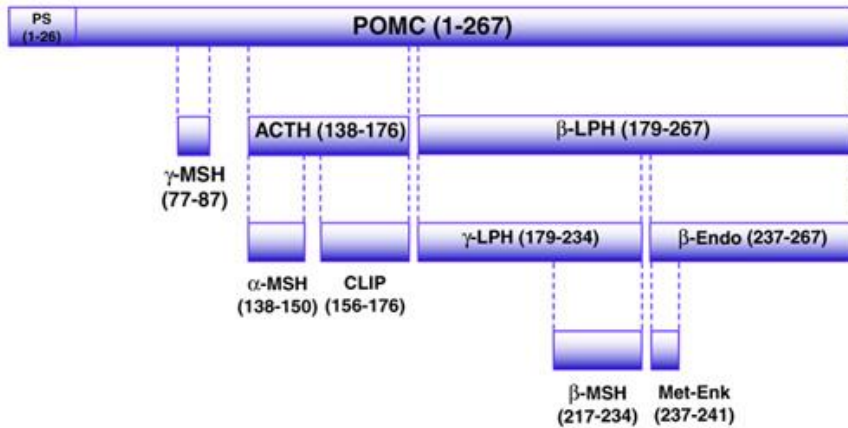 PS
(1-26)
POMC (1-267)
ACTH (138-176)
β-LPH (179-267)
γ-MSH
(77-87)
γ-LPH (179-234)
β-Endo (237-267)
α-MSH
(138-150)
CLIP
(156-176)
β-MSH
(217-234)
Met-Enk
(237-241)